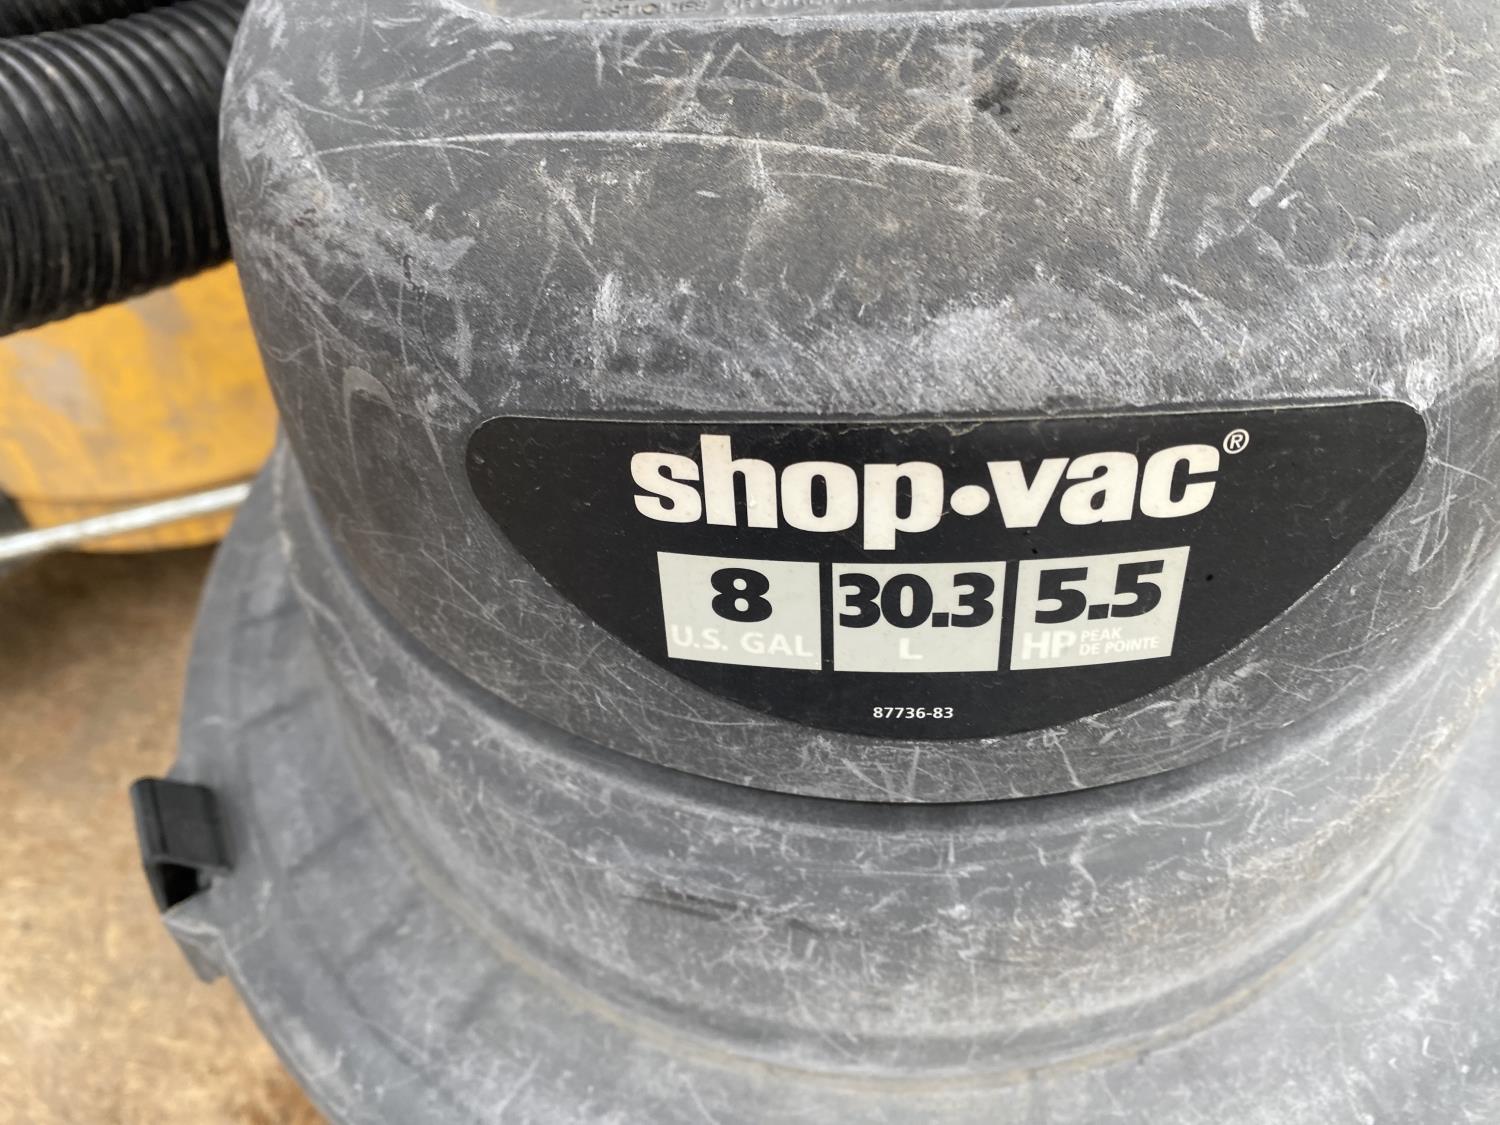 shop•vac®
8 30.3 5.5
U.S. GAL L HP PEAK
DE POINTE
87736-83